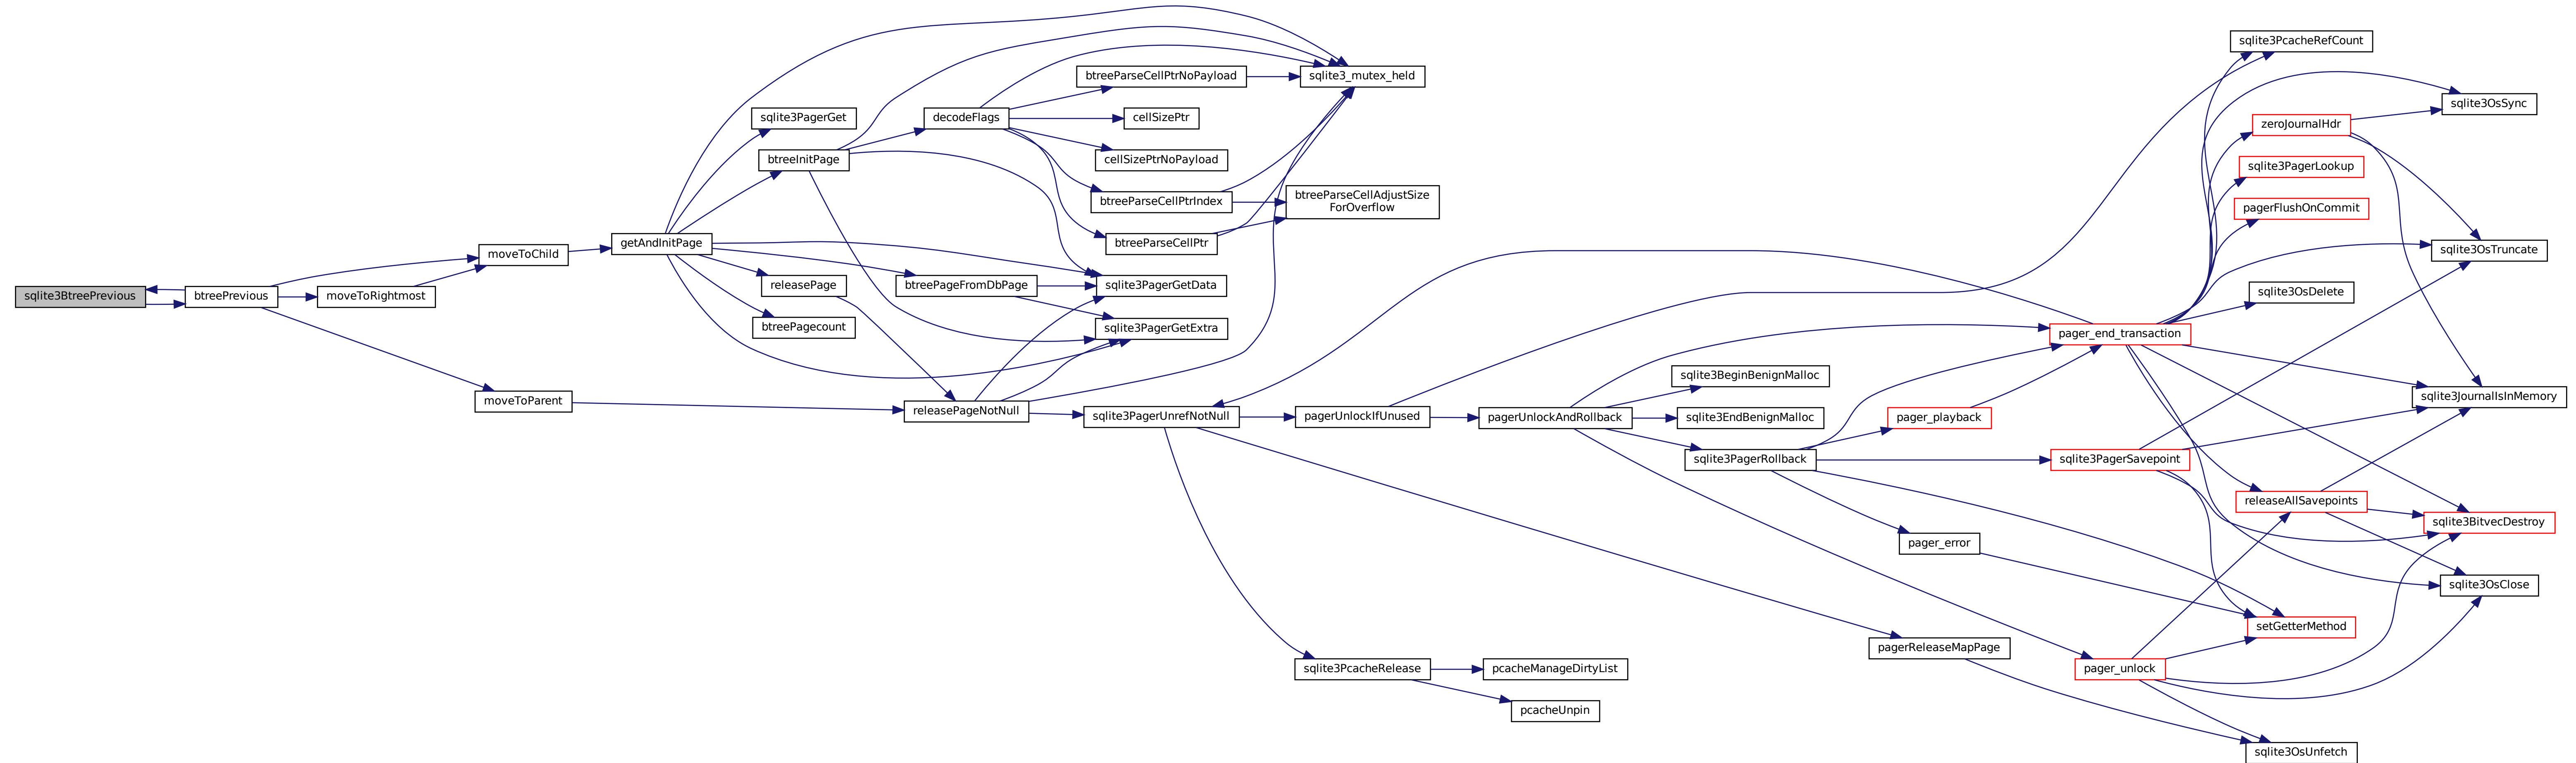 sqlite3BtreePrevious
btreePrevious
moveToChild
moveToRightmost
moveToParent
getAndInitPage
sqlite3PagerGet
btreeInitPage
releasePage
btreePagecount
decodeFlags
btreePageFromDbPage
releasePageNotNull
btreeParseCellPtrNoPayload
cellSizePtr
cellSizePtrNoPayload
btreeParseCellPtrIndex
btreeParseCellPtr
sqlite3PagerGetData
sqlite3PagerGetExtra
sqlite3PagerUnrefNotNull
sqlite3_mutex_held
btreeParseCellAdjustSize
ForOverflow
pagerUnlockIfUnused
sqlite3PcacheRelease
pagerUnlockAndRollback
pcacheManageDirtyList
pcacheUnpin
sqlite3BeginBenignMalloc
sqlite3EndBenignMalloc
sqlite3PagerRollback
pager_playback
pager_error
pagerReleaseMapPage
pager_end_transaction
sqlite3PagerSavepoint
pager_unlock
sqlite3PcacheRefCount
zeroJournalHdr
sqlite3PagerLookup
pagerFlushOnCommit
sqlite3OsDelete
releaseAllSavepoints
setGetterMethod
sqlite3OsUnfetch
sqlite3OsSync
sqlite3OsTruncate
sqlite3JournalIsInMemory
sqlite3BitvecDestroy
sqlite3OsClose